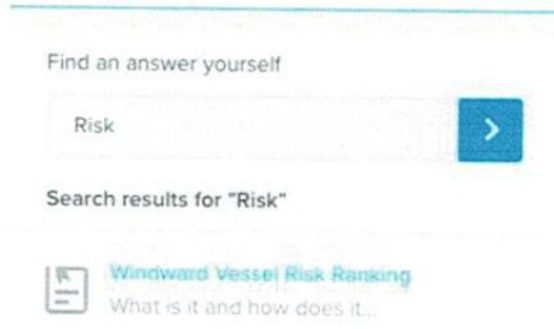 Find an answer yourself
Risk
Search results for "Risk"
Windward Vessel Risk Ranking
What is it and how does it...